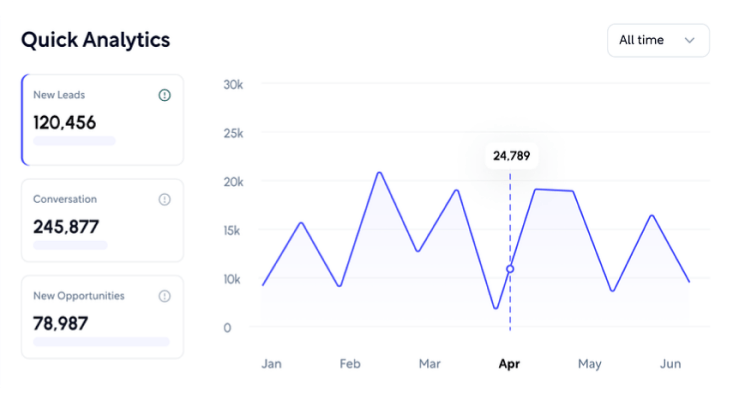 Quick Analytics
All time
New Leads
120,456
Conversation
245,877
New Opportunities
78,987
30k
25k
20k
15k
10k
0
24,789
Jan
Feb
Mar
Apr
May
Jun